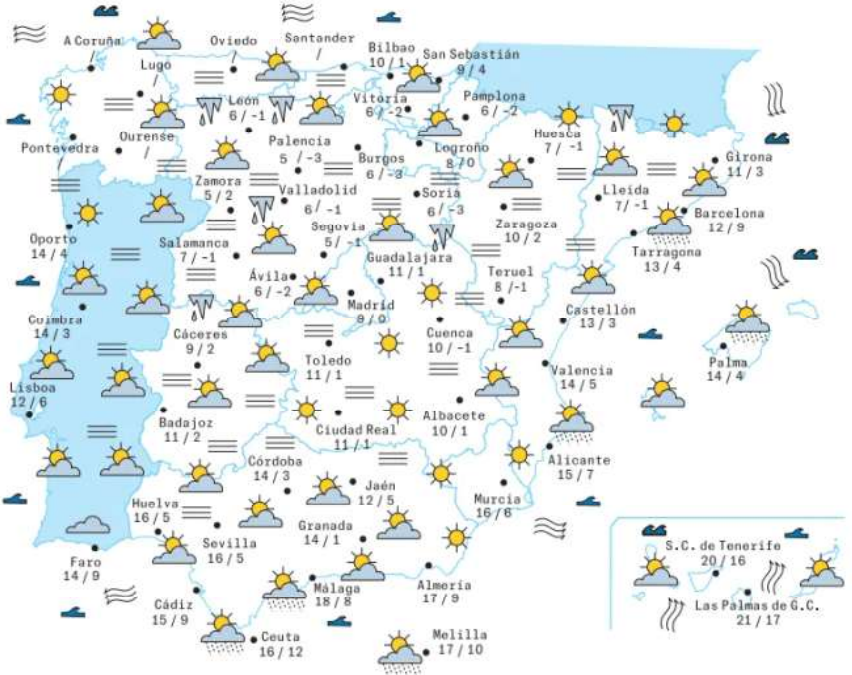 A Coruña
/
Oviedo
/
Santander
/
Bilbao
10 / 1
San Sebastián
9 / 4
Lugo
/
León
6 / -1
Vitoria
6 / -2
Pamplona
6 / -2
Pontevedra
/
Ourense
/
Palencia
5 / -3
Burgos
6 / -3
Logroño
8 / 0
Huesca
7 / -1
Girona
11 / 3
Zamora
5 / 2
Valladolid
6 / -1
Soria
6 / -3
Lleida
7 / -1
Barcelona
12 / 9
Oporto
14 / 4
Salamanca
7 / -1
Segovia
5 / -1
Guadalajara
11 / 1
Zaragoza
10 / 2
Tarragona
13 / 4
Ávila
6 / -2
Madrid
9 / 0
Teruel
8 / -1
Castellón
13 / 3
Coimbra
14 / 3
Cáceres
9 / 2
Toledo
11 / 1
Cuenca
10 / -1
Valencia
14 / 5
Palma
14 / 4
Lisboa
12 / 6
Badajoz
11 / 2
Ciudad Real
11 / 1
Albacete
10 / 1
Alicante
15 / 7
Córdoba
14 / 3
Jaén
12 / 5
Murcia
16 / 6
Huelva
16 / 5
Sevilla
16 / 5
Granada
14 / 1
Faro
14 / 9
Cádiz
15 / 9
Málaga
18 / 8
Almería
17 / 9
Ceuta
16 / 12
Melilla
17 / 10
S.C. de Tenerife
20 / 16
Las Palmas de G.C.
21 / 17